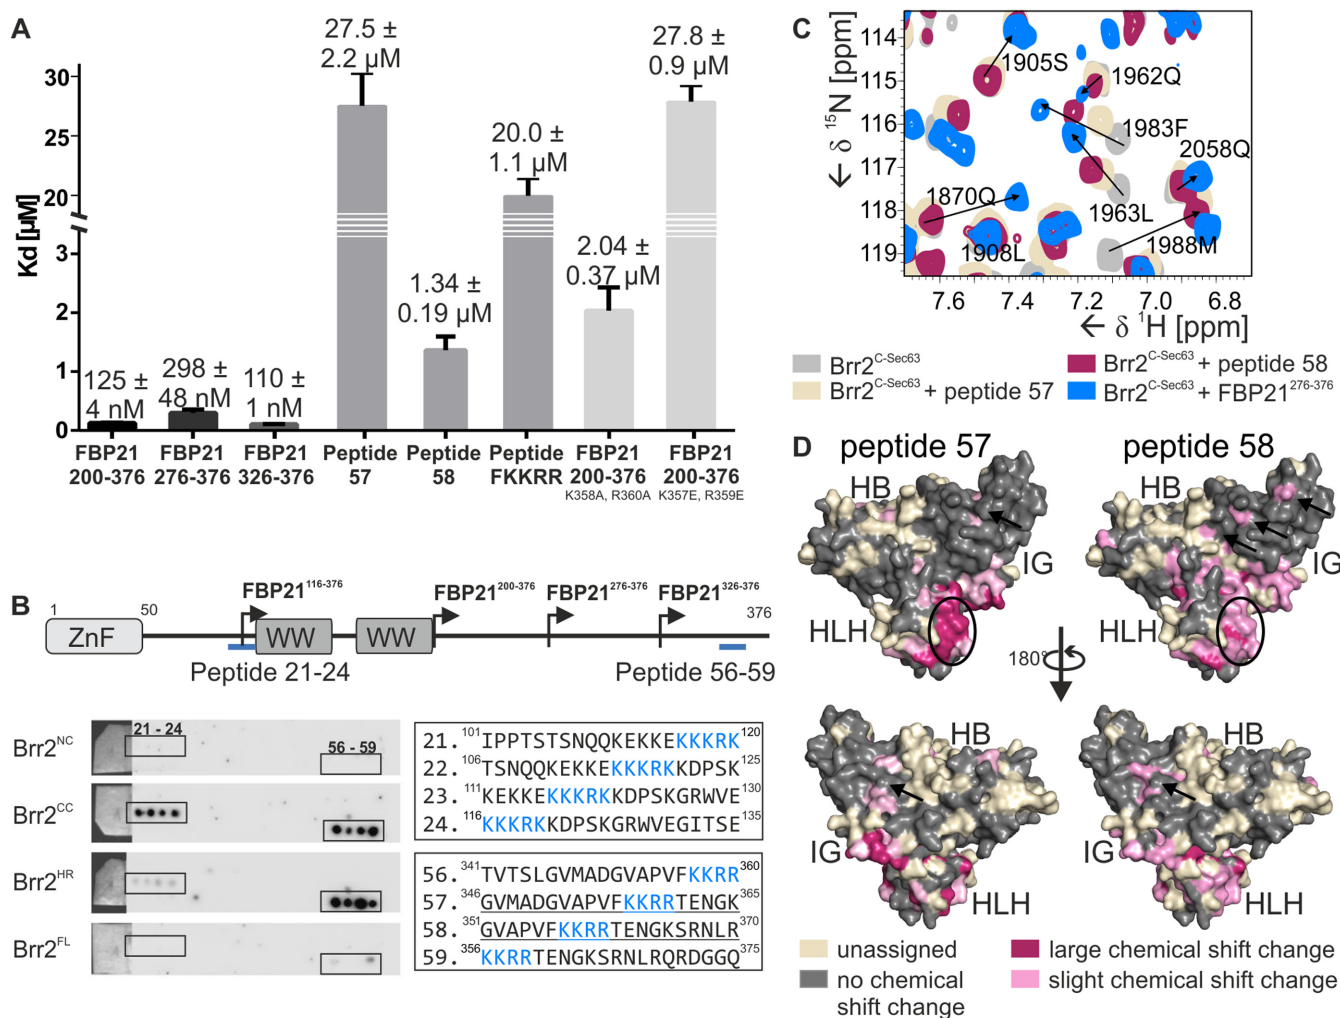 A
Kd [µM]
30
25
20
3
2
1
0
125 ±
4 nM
298 ±
48 nM
110 ±
1 nM
27.5 ±
2.2 µM
1.34 ±
0.19 µM
20.0 ±
1.1 µM
2.04 ±
0.37 µM
27.8 ±
0.9 µM
FBP21
200-376
FBP21
276-376
FBP21
326-376
Peptide
57
Peptide
58
Peptide
FKKRR
FBP21
200-376
K358A, R360A
FBP21
200-376
K357E, R359E
B
1
50
376
FBP21¹¹⁶⁻³⁷⁶
FBP21²⁰⁰⁻³⁷⁶
FBP21²⁷⁶⁻³⁷⁶
FBP21³²⁶⁻³⁷⁶
ZnF
WW
WW
Peptide 21-24
Peptide 56-59
21 - 24
56 - 59
Brr2ᴺᶜ
Brr2ᶜᶜ
Brr2ᴴᴿ
Brr2ᶠᴸ
21. ¹⁰¹IPPTSTSNQQKEKKEKKKRK¹²⁰
22. ¹⁰⁶TSNQQKEKKEKKKRKKDPSK¹²⁵
23. ¹¹¹KEKKEKKKRKKDPSKGRWVE¹³⁰
24. ¹¹⁶KKKRKKDPSKGRWVEGITSE¹³⁵
56. ³⁴¹TVTSLGVMADGVAPVFKKRR³⁶⁰
57. ³⁴⁶GVMADGVAPVFKKRRTENGK³⁶⁵
58. ³⁵¹GVAPVFKKRRTENGKSRNLR³⁷⁰
59. ³⁵⁶KKRRTENGKSRNLRQRDGGQ³⁷⁵
C
← δ ¹⁵N [ppm]
114
115
116
117
118
119
1905S
1962Q
1983F
2058Q
1870Q
1963L
1908L
1988M
7.6
7.4
7.2
7.0
6.8
← δ ¹H [ppm]
Brr2ᶜ⁻ˢᵉᶜ⁶³
Brr2ᶜ⁻ˢᵉᶜ⁶³ + peptide 57
Brr2ᶜ⁻ˢᵉᶜ⁶³ + peptide 58
Brr2ᶜ⁻ˢᵉᶜ⁶³ + FBP21²⁷⁶⁻³⁷⁶
D
peptide 57
peptide 58
HB
IG
HLH
HB
IG
HLH
180°
HB
IG
HLH
HB
IG
HLH
unassigned
no chemical
shift change
large chemical shift change
slight chemical shift change